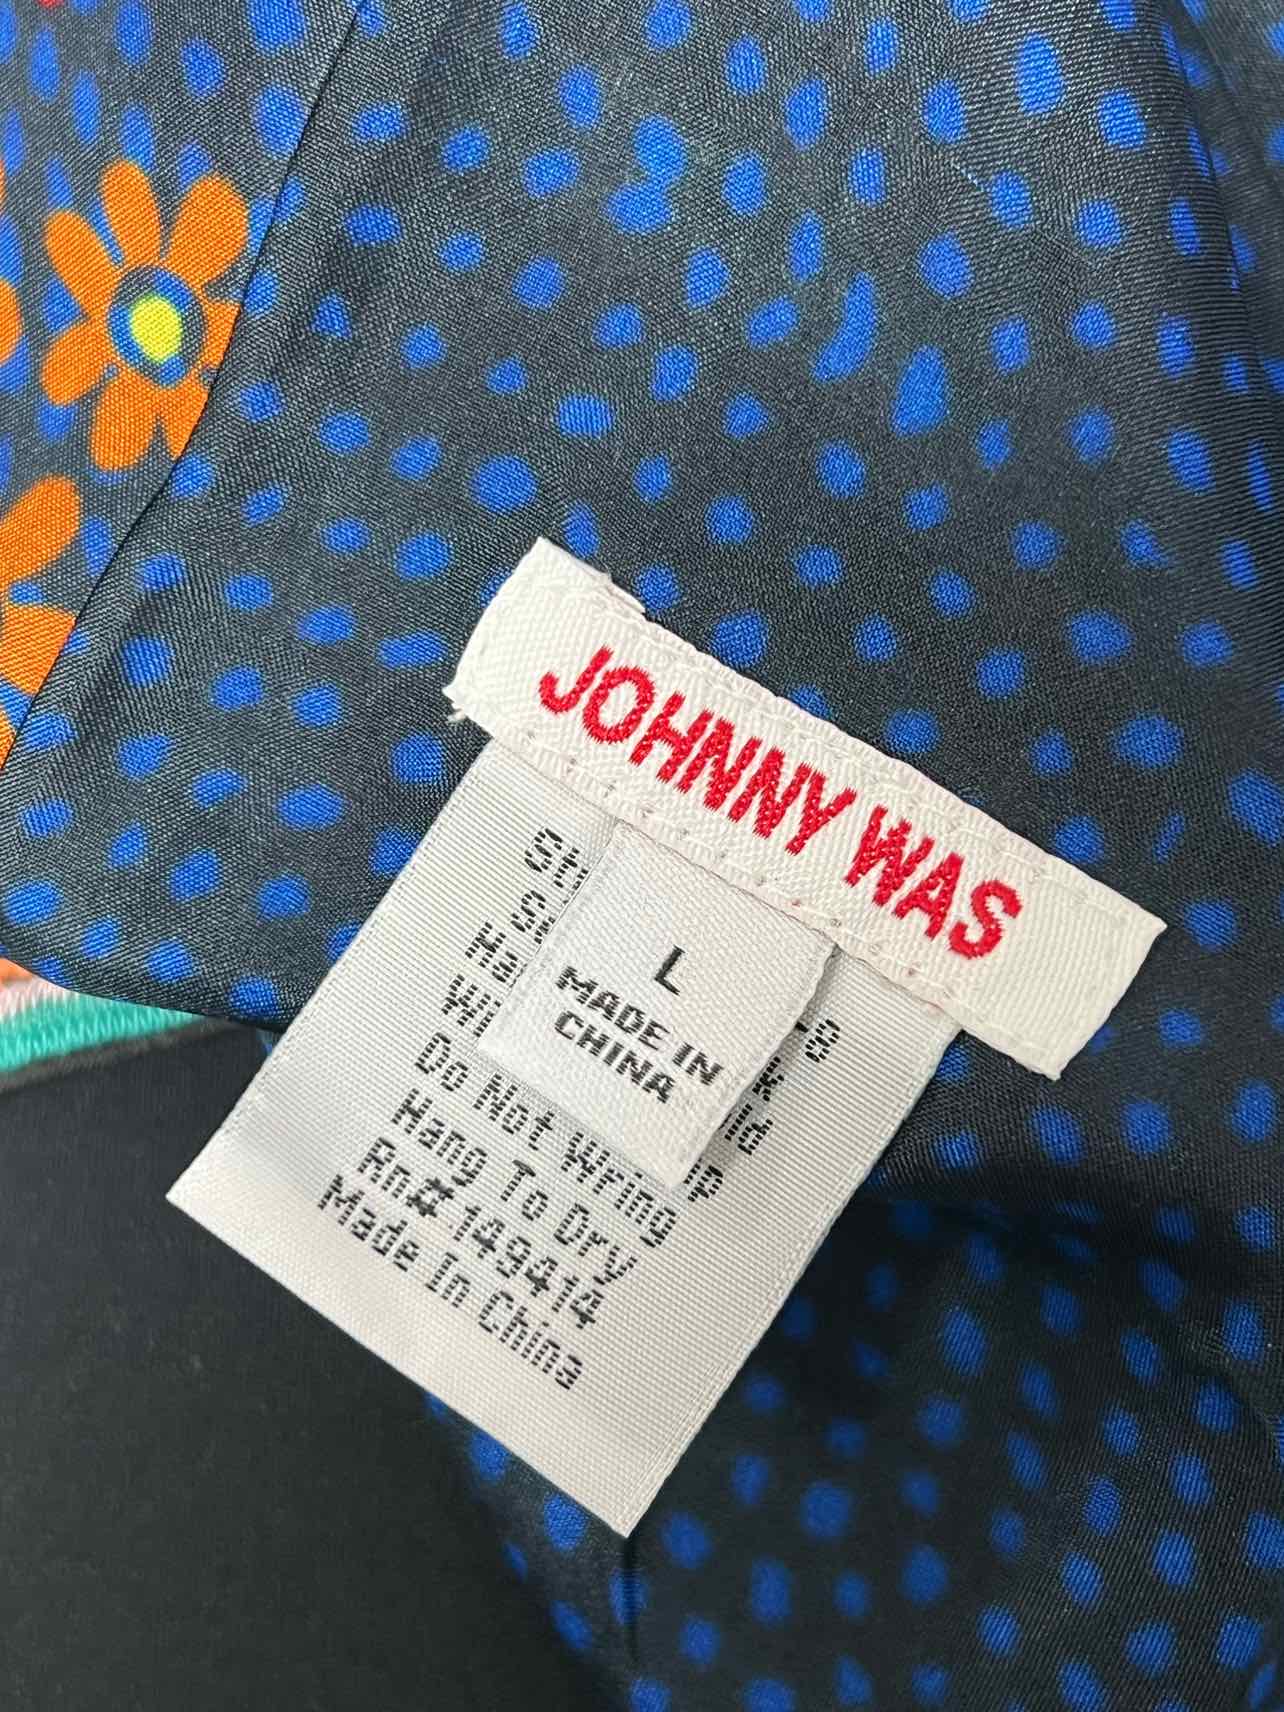 JOHNNY WAS
L
MADE IN
CHINA
Do Not Wring
Hang To Dry
Rn# 149414
Made In China